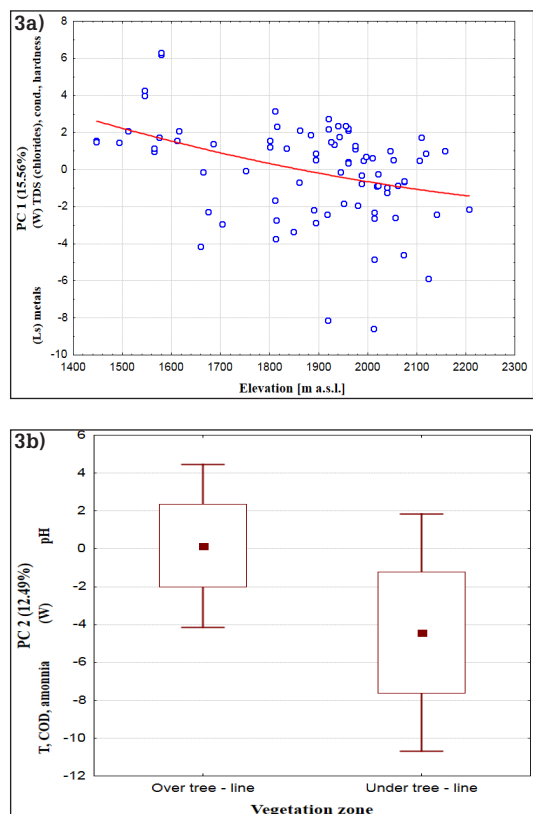 3a)
8
6
4
2
0
-2
-4
-6
-8
-10
PC 1 (15.56%)
(W) TDS (chlorides), cond., hardness
(Ls) metals
1400 1500 1600 1700 1800 1900 2000 2100 2200 2300
Elevation [m a.s.l.]
3b)
6
4
2
0
-2
-4
-6
-8
-10
-12
PC 2 (12.49%)
(W)
T, COD, amonnia
pH
Over tree - line Under tree - line
Vegetation zone